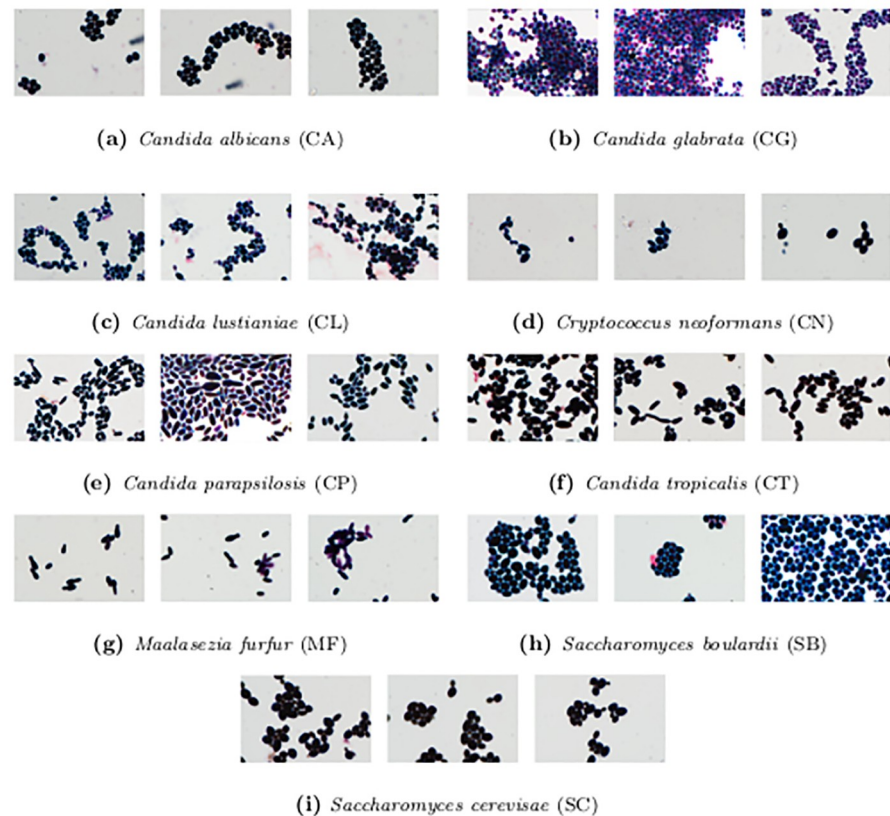 (a) Candida albicans (CA)
(b) Candida glabrata (CG)
(c) Candida lustianiae (CL)
(d) Cryptococcus neoformans (CN)
(e) Candida parapsilosis (CP)
(f) Candida tropicalis (CT)
(g) Maalasezia furfur (MF)
(h) Saccharomyces boulardii (SB)
(i) Saccharomyces cerevisae (SC)